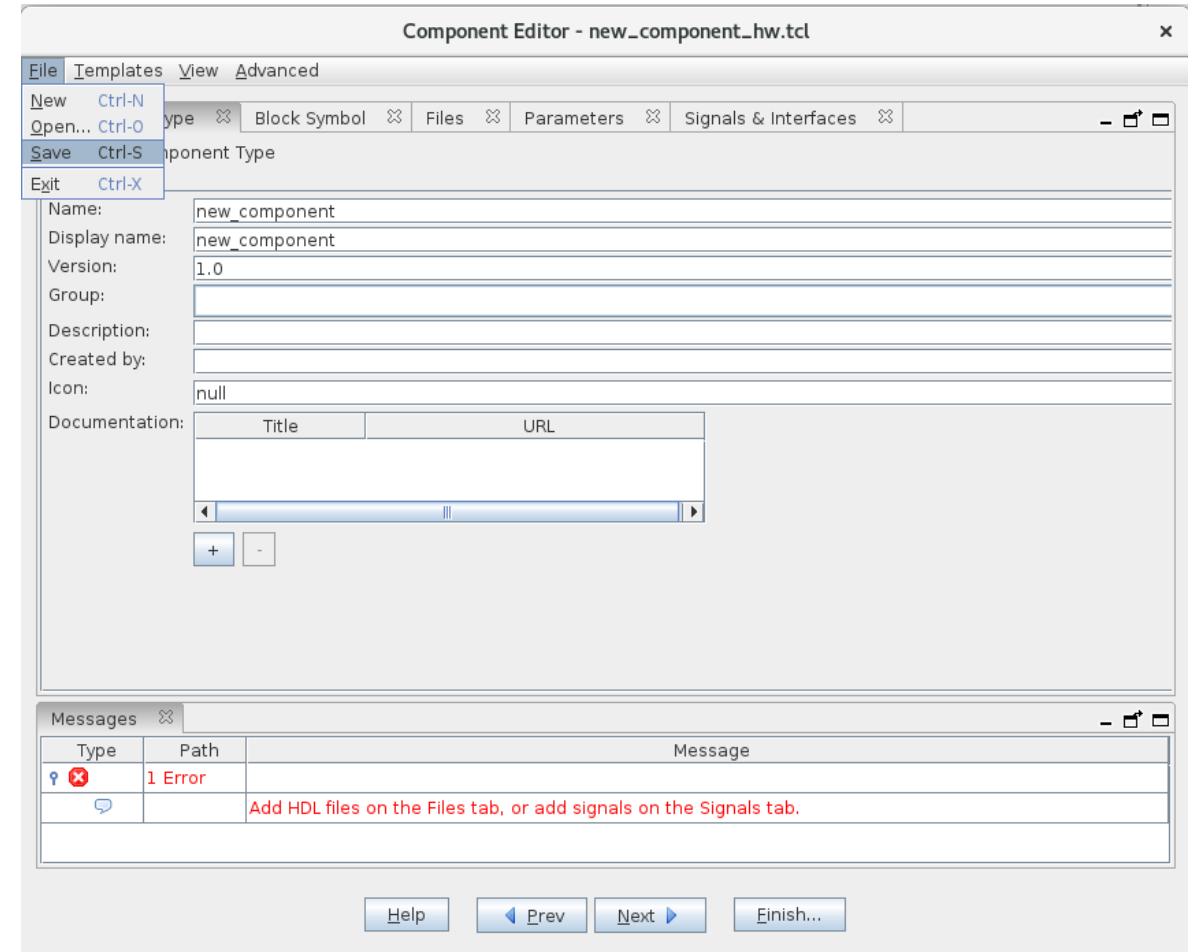 Component Editor - new_component_hw.tcl
File Templates View Advanced
New Ctrl-N
Open... Ctrl-O
Save Ctrl-S
Exit Ctrl-X
ype Block Symbol Files Parameters Signals & Interfaces
mponent Type
Name: new_component
Display name: new_component
Version: 1.0
Group:
Description:
Created by:
Icon: null
Documentation: Title URL
+ -
Messages
Type Path Message
1 Error
Add HDL files on the Files tab, or add signals on the Signals tab.
Help Prev Next Finish...